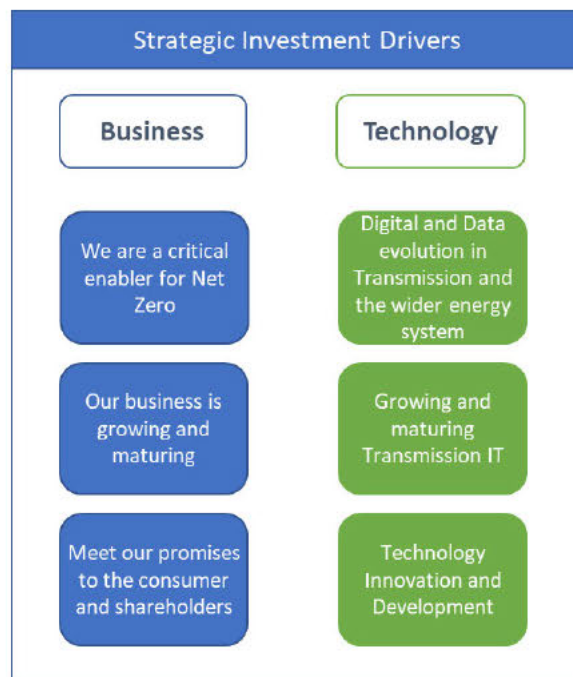 Strategic Investment Drivers
Business
Technology
We are a critical
enabler for Net
Zero
Digital and Data
evolution in
Transmission and
the wider energy
system
Our business is
growing and
maturing
Growing and
maturing
Transmission IT
Meet our promises
to the consumer
and shareholders
Technology
Innovation and
Development